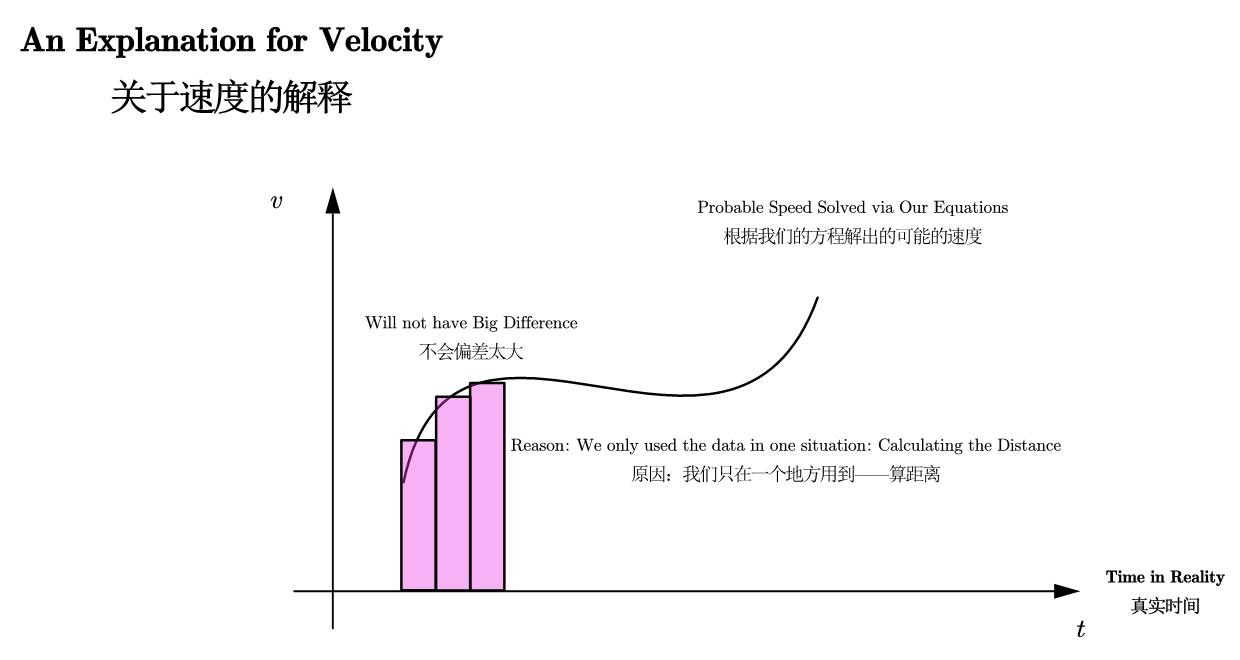 An Explanation for Velocity
关于速度的解释
v
Probable Speed Solved via Our Equations
根据我们的方程解出的可能的速度
Will not have Big Difference
不会偏差太大
Reason: We only used the data in one situation: Calculating the Distance
原因：我们只在一个地方用到——算距离
Time in Reality
真实时间
t